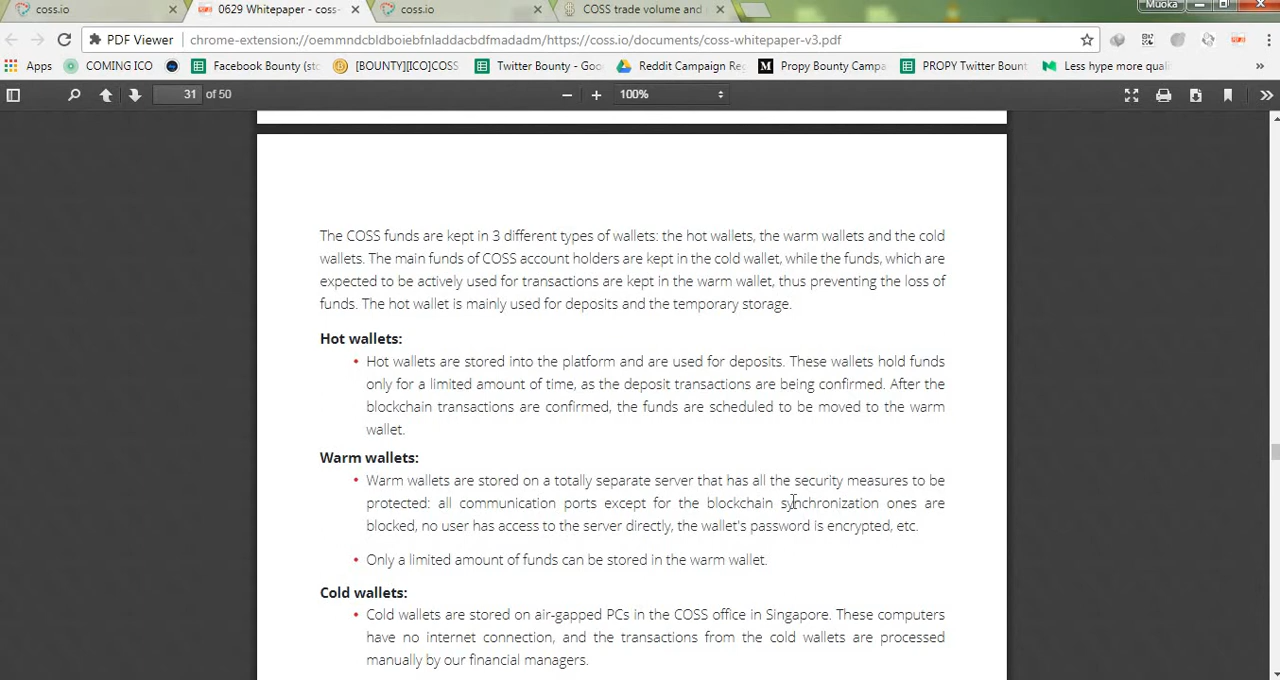 coss.io
0629 Whitepaper - coss-
coss.io
COSS trade volume and
Muoka
PDF Viewer
chrome-extension://oemmndcbldboiebfnladdacbdfmadadm/https://coss.io/documents/coss-whitepaper-v3.pdf
Apps
COMING ICO
Facebook Bounty (sto
[BOUNTY][ICO]COSS
Twitter Bounty - Goo
Reddit Campaign Reg
Propy Bounty Campa
PROPY Twitter Bount
Less hype more quali
»
31 of 50
100%
The COSS funds are kept in 3 different types of wallets: the hot wallets, the warm wallets and the cold
wallets. The main funds of COSS account holders are kept in the cold wallet, while the funds, which are
expected to be actively used for transactions are kept in the warm wallet, thus preventing the loss of
funds. The hot wallet is mainly used for deposits and the temporary storage.
Hot wallets:
• Hot wallets are stored into the platform and are used for deposits. These wallets hold funds
only for a limited amount of time, as the deposit transactions are being confirmed. After the
blockchain transactions are confirmed, the funds are scheduled to be moved to the warm
wallet.
Warm wallets:
• Warm wallets are stored on a totally separate server that has all the security measures to be
protected: all communication ports except for the blockchain synchronization ones are
blocked, no user has access to the server directly, the wallet's password is encrypted, etc.
• Only a limited amount of funds can be stored in the warm wallet.
Cold wallets:
• Cold wallets are stored on air-gapped PCs in the COSS office in Singapore. These computers
have no internet connection, and the transactions from the cold wallets are processed
manually by our financial managers.